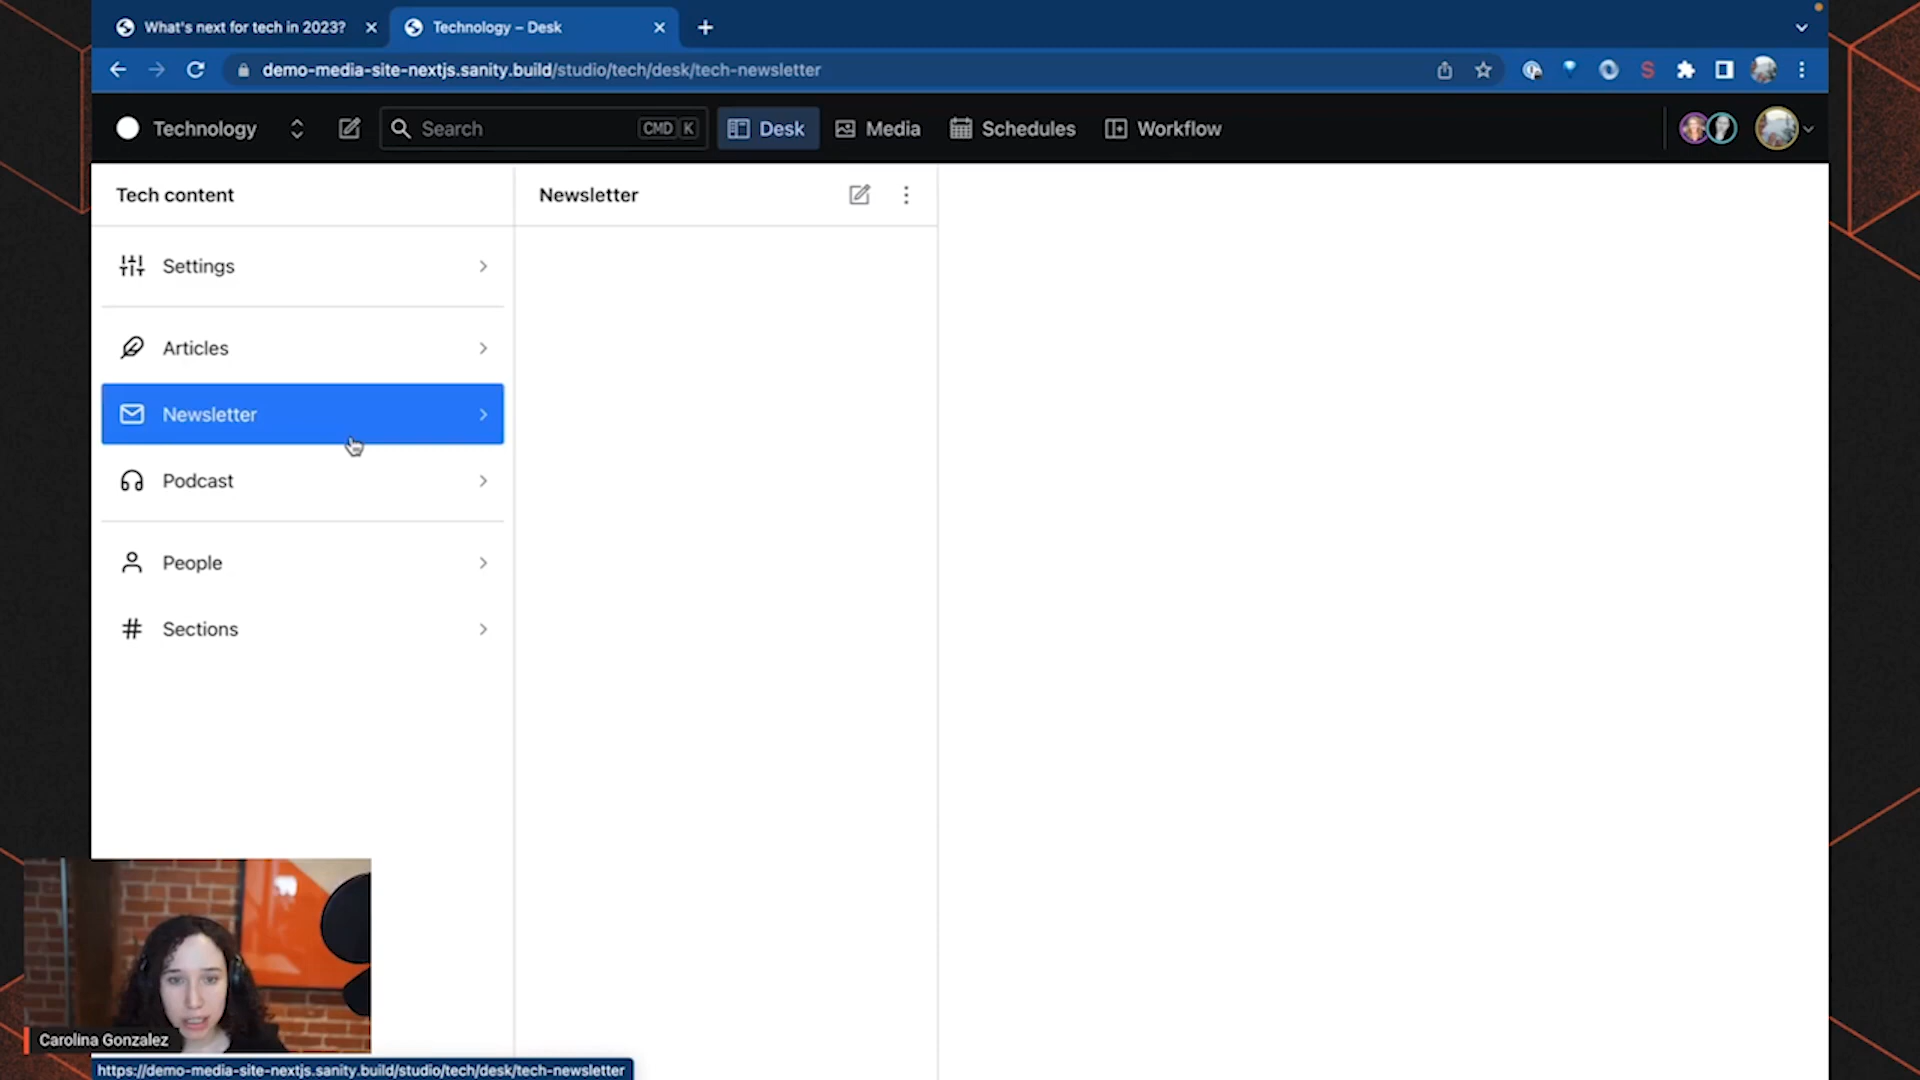 What's next for tech in 2023?
Technology – Desk
demo-media-site-nextjs.sanity.build/studio/tech/desk/tech-newsletter
Technology
Search
CMD K
Desk
Media
Schedules
Workflow
Tech content
Newsletter
Settings
Articles
Newsletter
Podcast
People
Sections
Carolina Gonzalez
https://demo-media-site-nextjs.sanity.build/studio/tech/desk/tech-newsletter